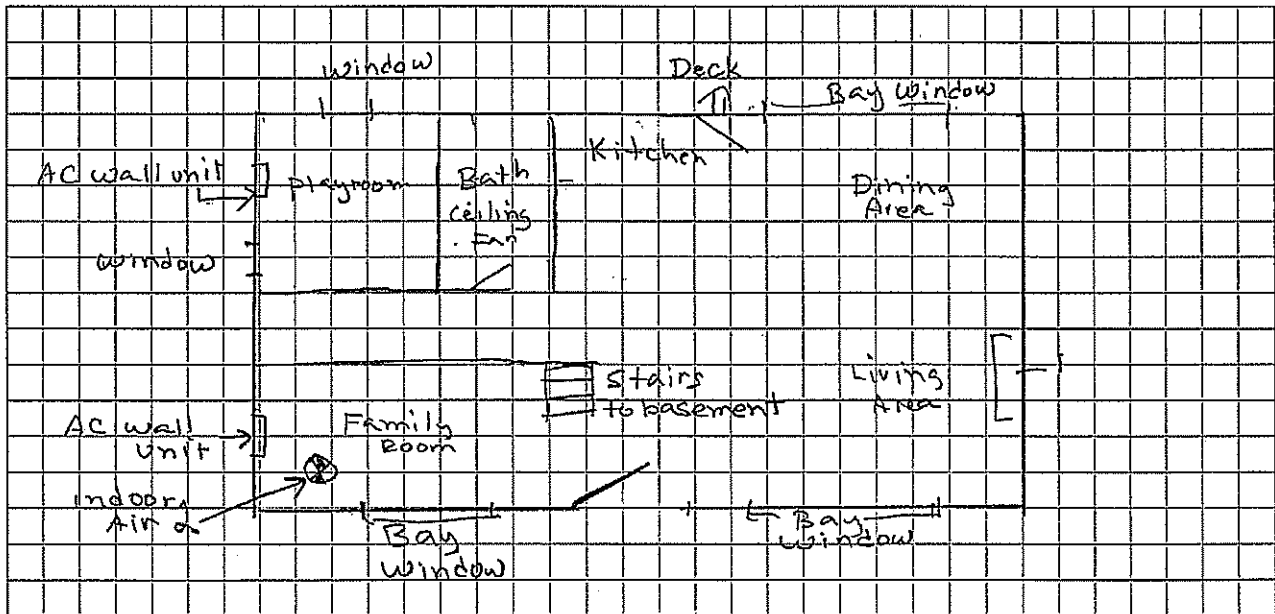 Window
Deck
Bay Window
AC wall unit
Playroom
Bath
Ceiling
Fan
Kitchen
Dining
Area
window
Stairs
to basement
Living
Area
AC wall
unit
Family
Room
indoor
Air
Bay
window
Bay
window